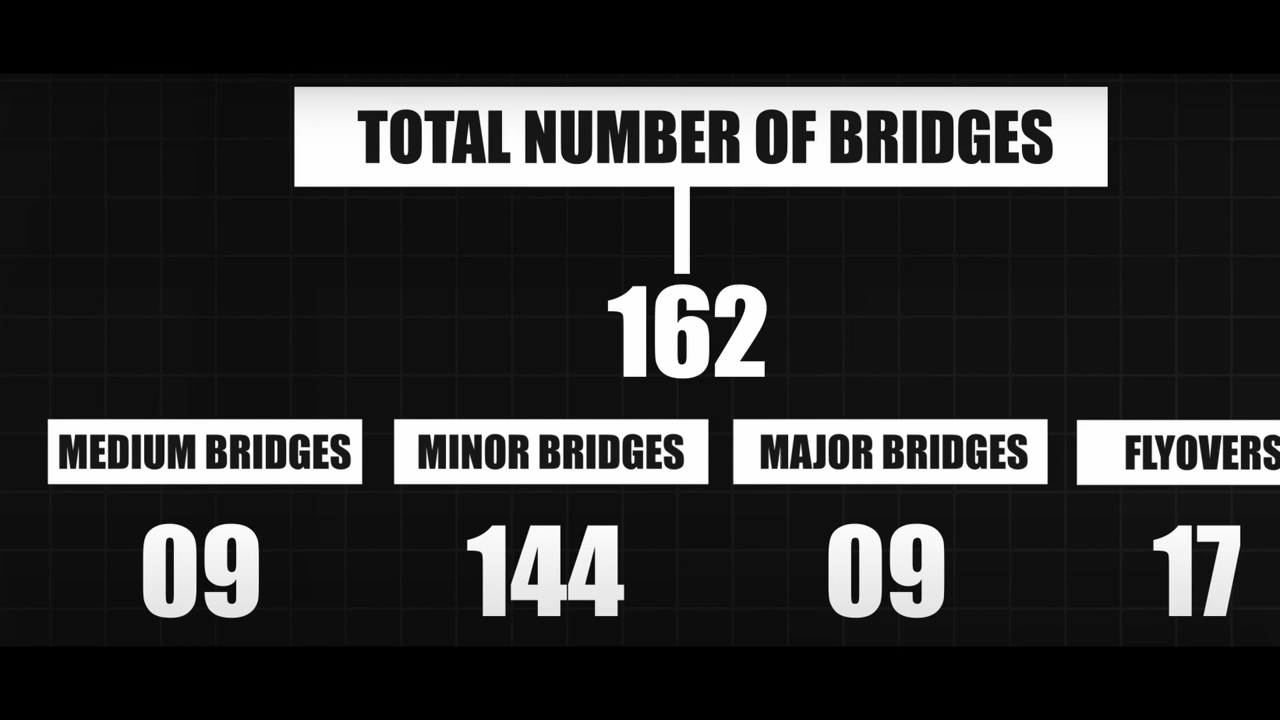 TOTAL NUMBER OF BRIDGES
162
MEDIUM BRIDGES
MINOR BRIDGES
MAJOR BRIDGES
FLYOVERS
09
144
09
17